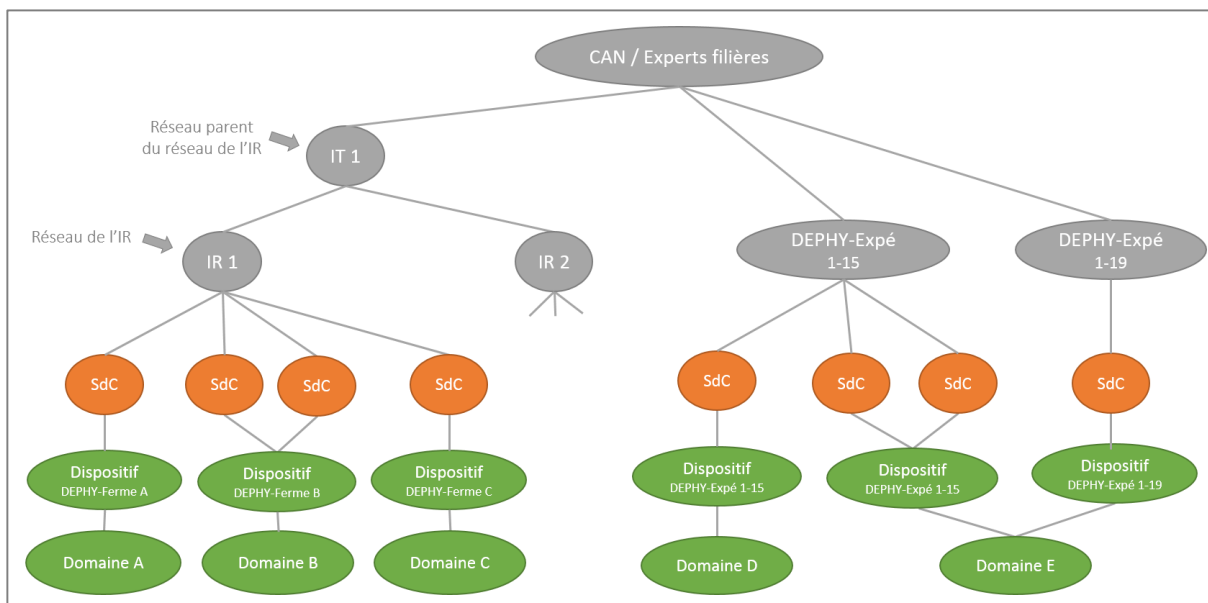 CAN / Experts filières
Réseau parent
du réseau de l'IR
IT 1
Réseau de l'IR
IR 1
IR 2
DEPHY-Expé
1-15
DEPHY-Expé
1-19
SdC
SdC
SdC
SdC
SdC
SdC
SdC
SdC
Dispositif
DEPHY-Ferme A
Dispositif
DEPHY-Ferme B
Dispositif
DEPHY-Ferme C
Dispositif
DEPHY-Expé 1-15
Dispositif
DEPHY-Expé 1-15
Dispositif
DEPHY-Expé 1-19
Domaine A
Domaine B
Domaine C
Domaine D
Domaine E